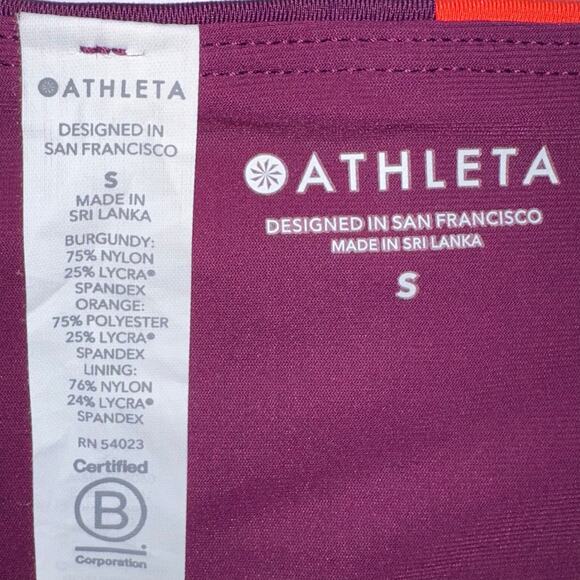 ATHLETA
DESIGNED IN
SAN FRANCISCO
S
MADE IN
SRI LANKA
BURGUNDY:
75% NYLON
25% LYCRA®
SPANDEX
ORANGE:
75% POLYESTER
25% LYCRA®
SPANDEX
LINING:
76% NYLON
24% LYCRA®
SPANDEX
RN 54023
Certified
B
Corporation
ATHLETA
DESIGNED IN SAN FRANCISCO
MADE IN SRI LANKA
S